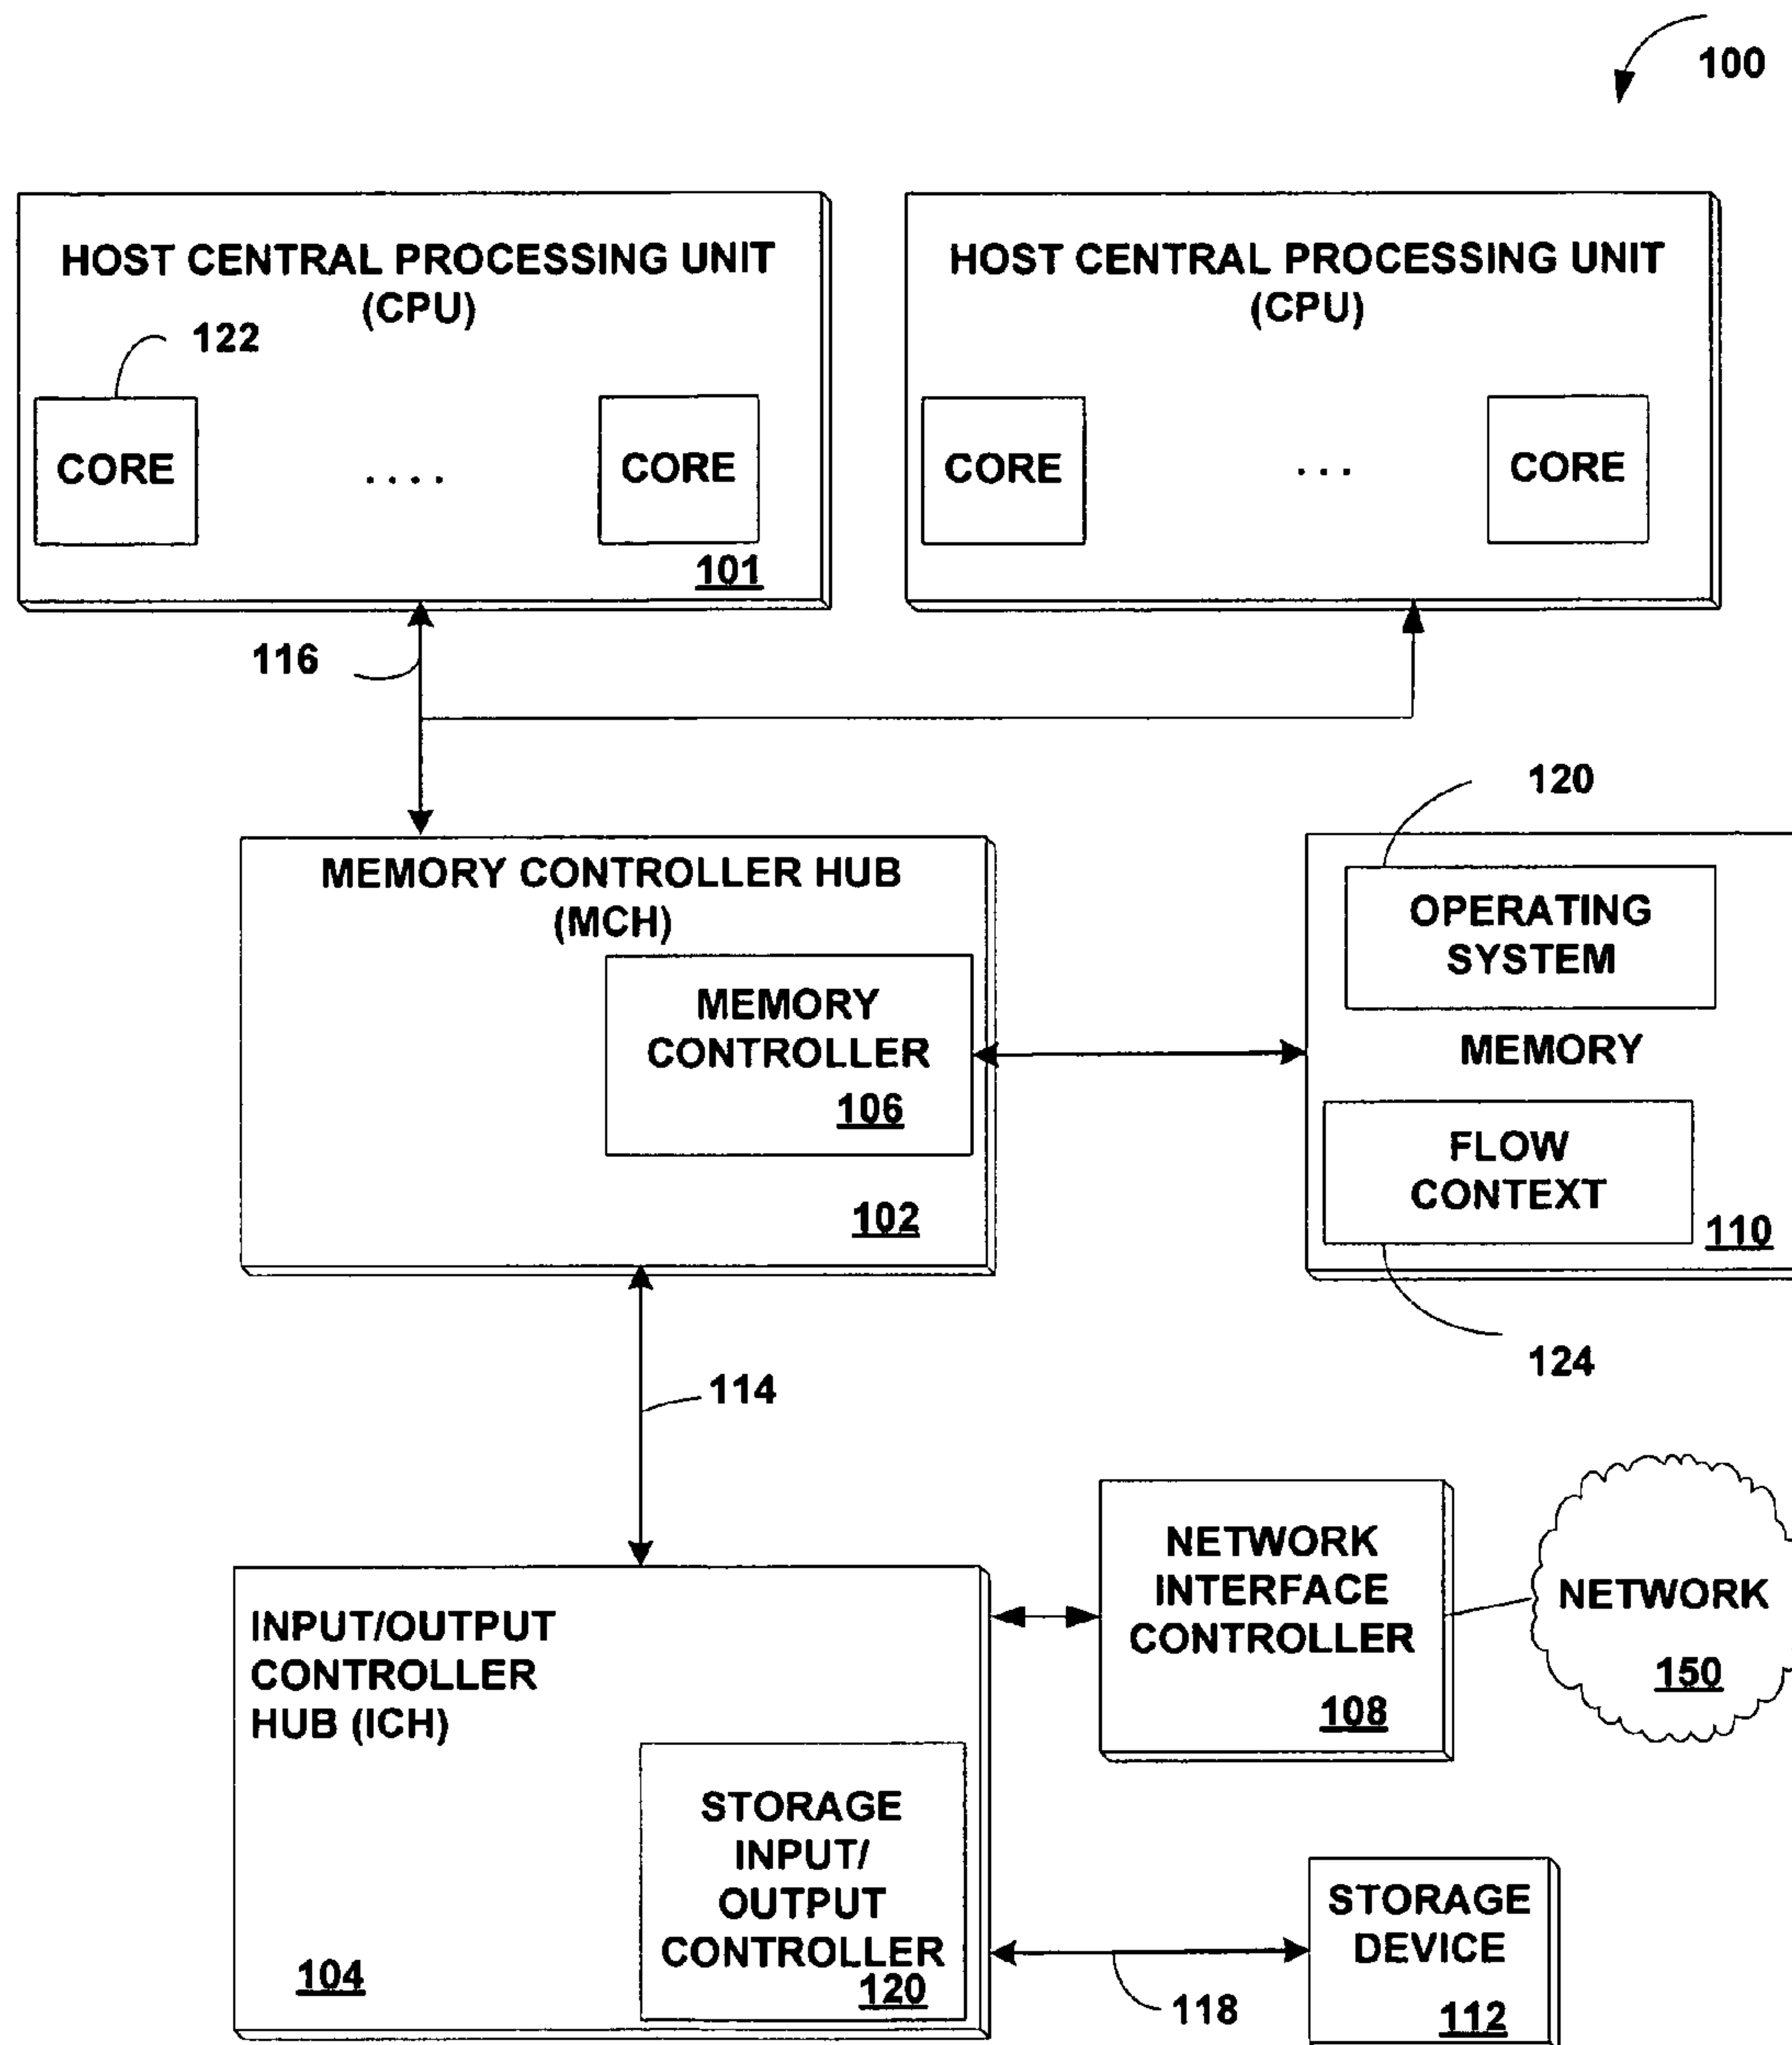 100
HOST CENTRAL PROCESSING UNIT
(CPU)
122
CORE
....
CORE
101
HOST CENTRAL PROCESSING UNIT
(CPU)
CORE
...
CORE
116
MEMORY CONTROLLER HUB
(MCH)
MEMORY
CONTROLLER
106
102
120
OPERATING
SYSTEM
MEMORY
FLOW
CONTEXT
110
124
114
INPUT/OUTPUT
CONTROLLER
HUB (ICH)
104
STORAGE
INPUT/
OUTPUT
CONTROLLER
120
NETWORK
INTERFACE
CONTROLLER
108
NETWORK
150
118
STORAGE
DEVICE
112